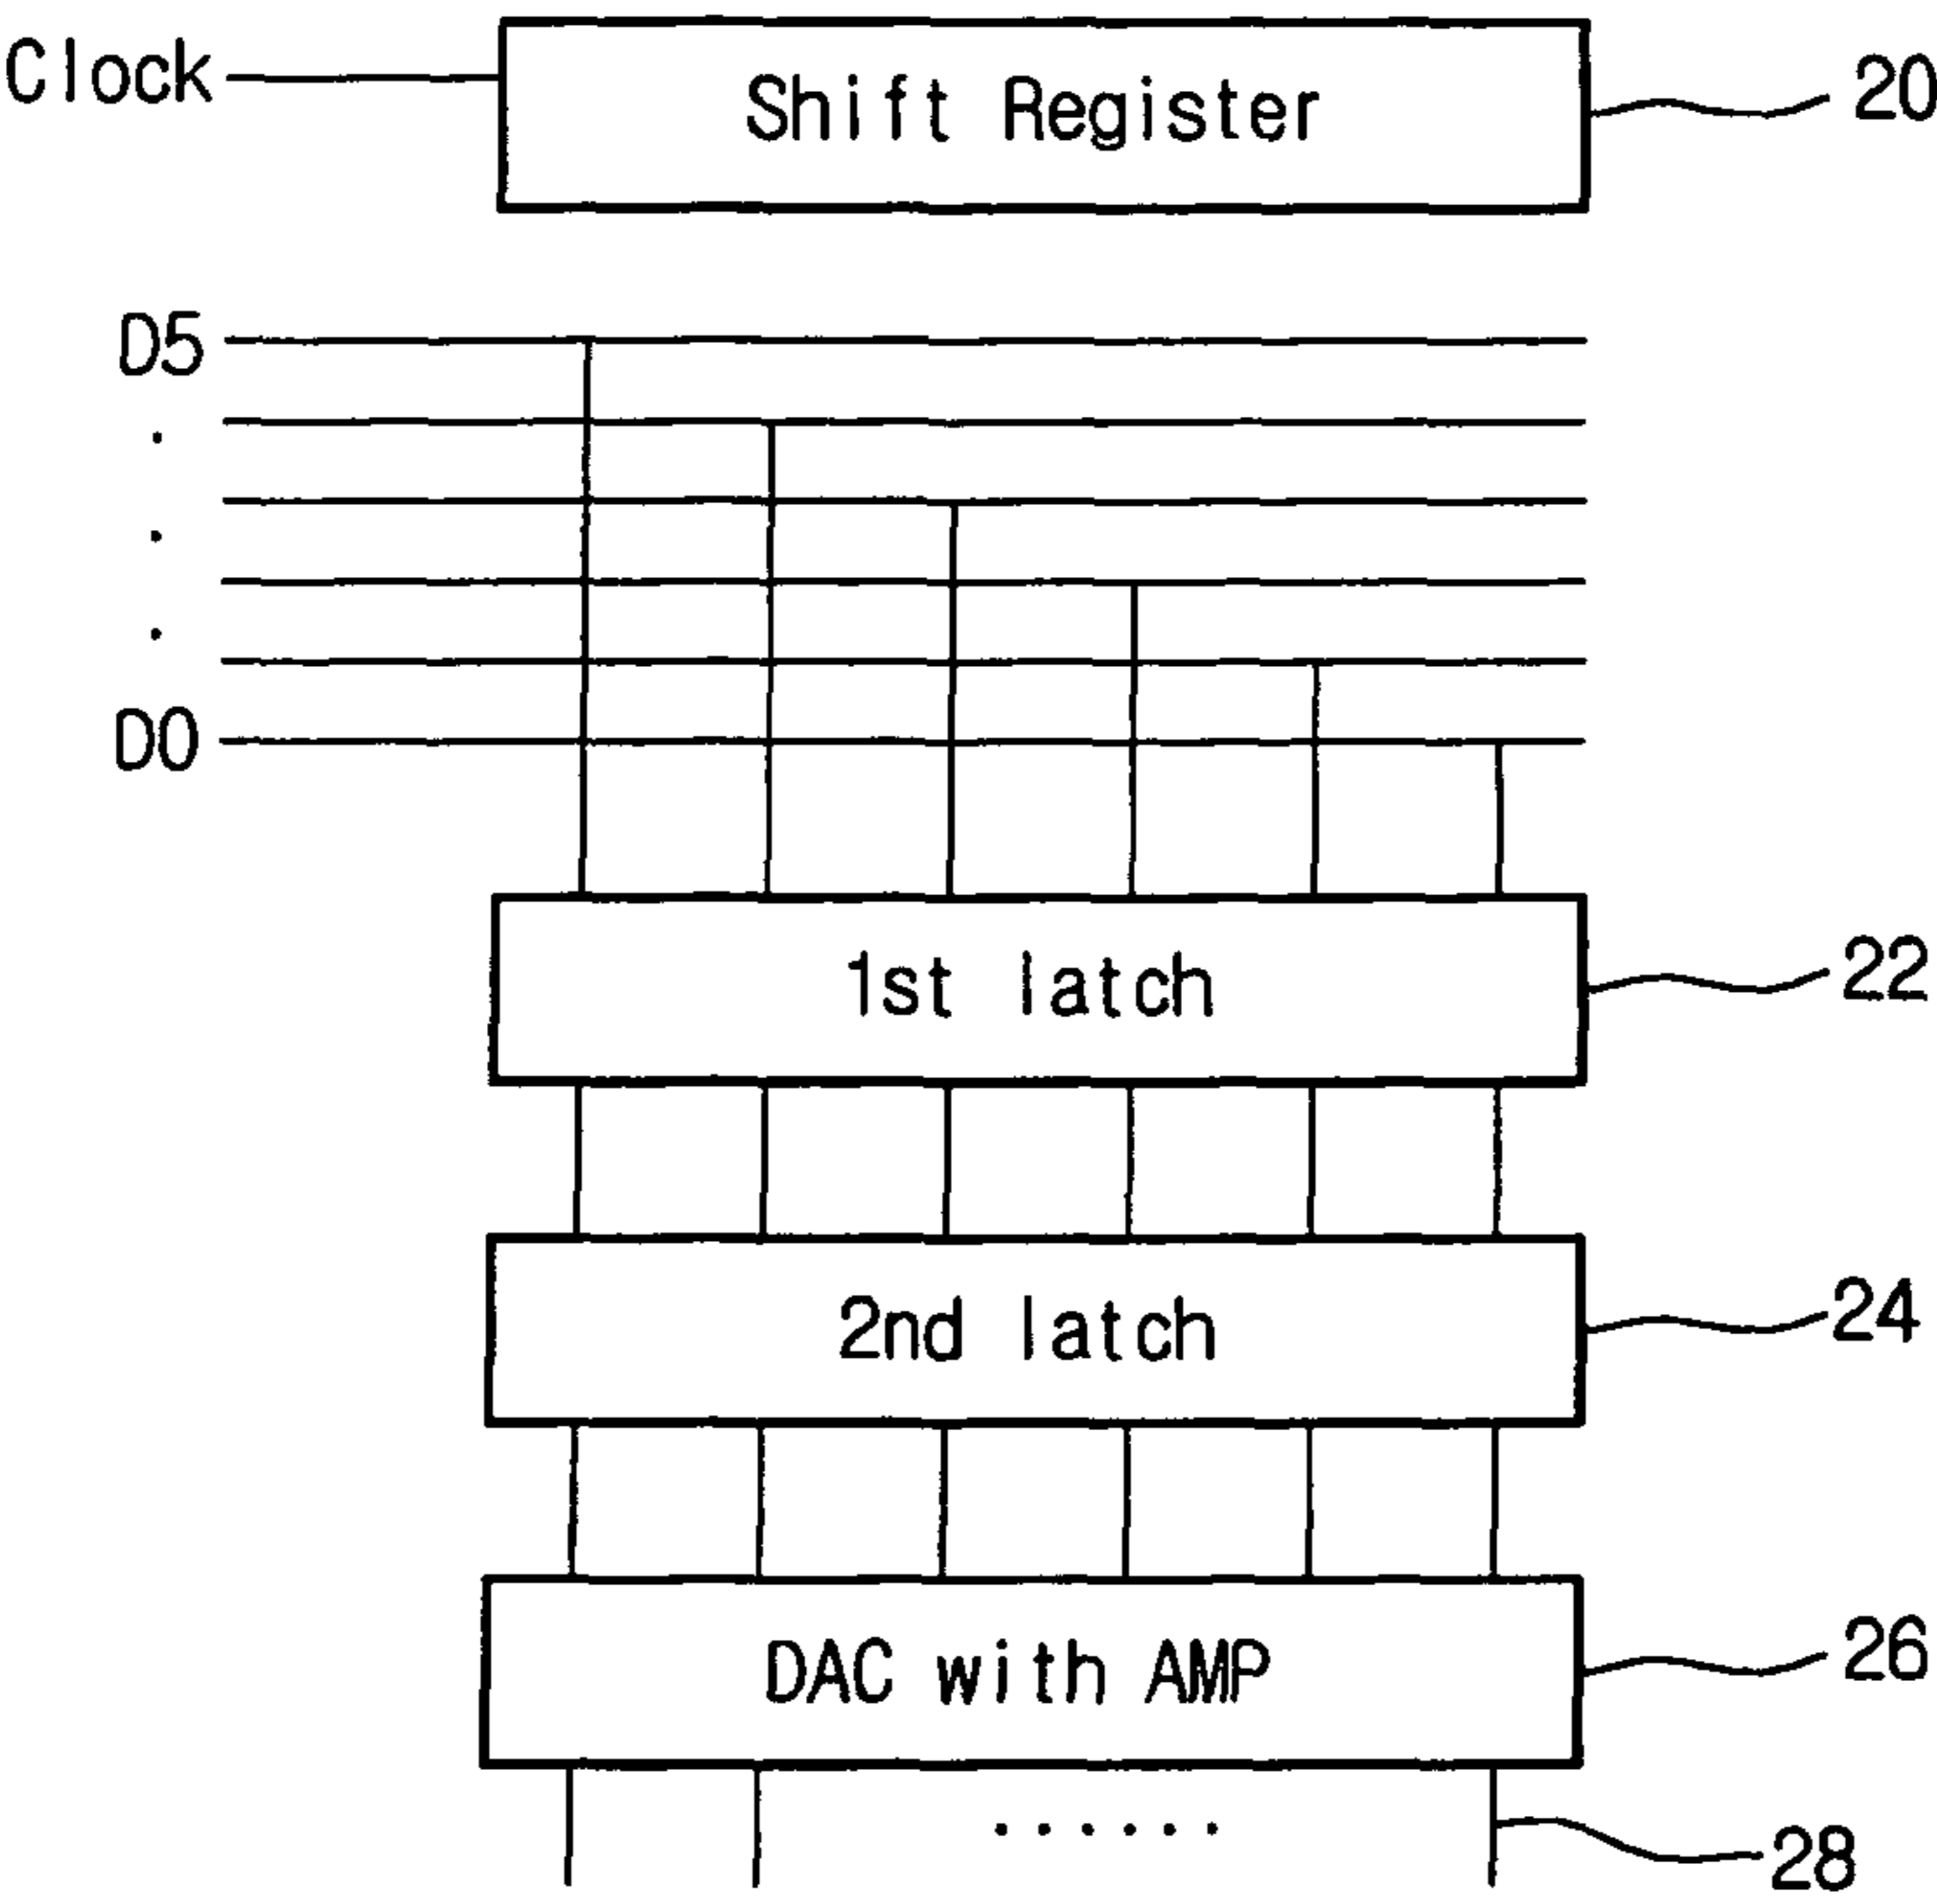 Clock
Shift Register
20
D5
.
.
.
D0
1st latch
22
2nd latch
24
DAC with AMP
26
......
28